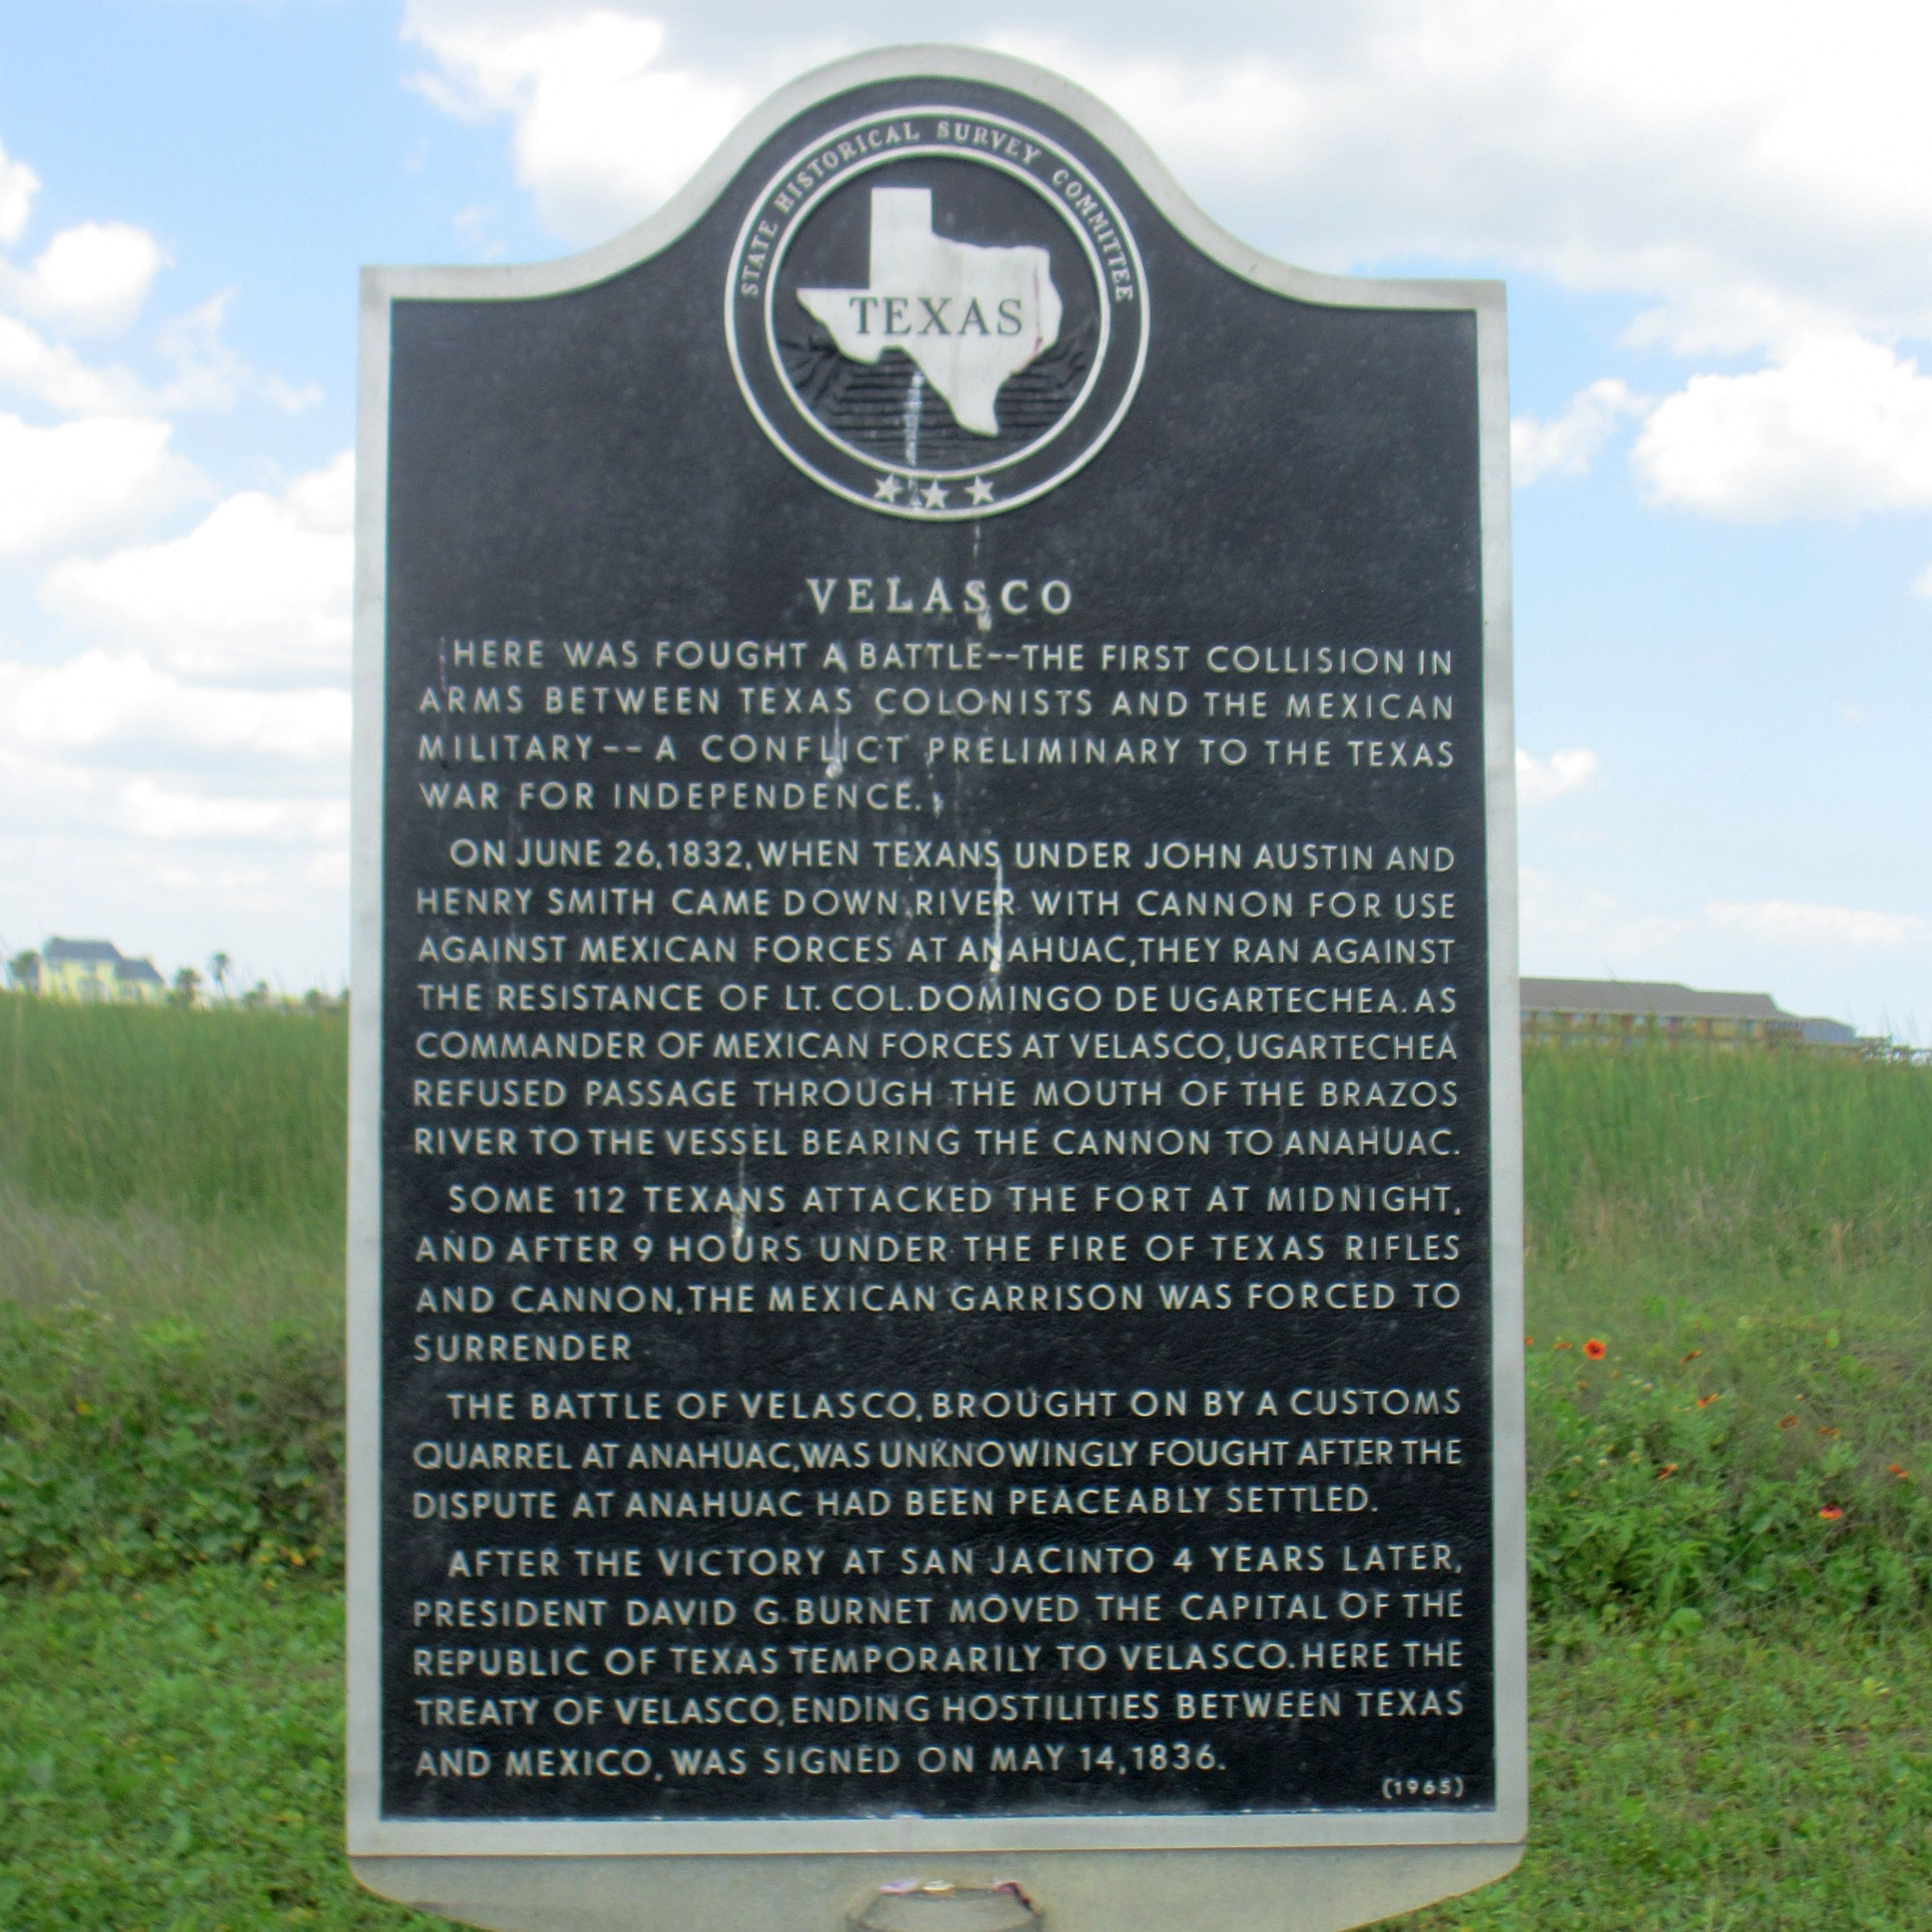 STATE HISTORICAL SURVEY COMMITTEE
TEXAS
VELASCO
HERE WAS FOUGHT A BATTLE--THE FIRST COLLISION IN
ARMS BETWEEN TEXAS COLONISTS AND THE MEXICAN
MILITARY-- A CONFLICT PRELIMINARY TO THE TEXAS
WAR FOR INDEPENDENCE.
ON JUNE 26, 1832, WHEN TEXANS UNDER JOHN AUSTIN AND
HENRY SMITH CAME DOWN RIVER WITH CANNON FOR USE
AGAINST MEXICAN FORCES AT ANAHUAC, THEY RAN AGAINST
THE RESISTANCE OF LT. COL. DOMINGO DE UGARTECHEA. AS
COMMANDER OF MEXICAN FORCES AT VELASCO, UGARTECHEA
REFUSED PASSAGE THROUGH THE MOUTH OF THE BRAZOS
RIVER TO THE VESSEL BEARING THE CANNON TO ANAHUAC.
SOME 112 TEXANS ATTACKED THE FORT AT MIDNIGHT,
AND AFTER 9 HOURS UNDER THE FIRE OF TEXAS RIFLES
AND CANNON, THE MEXICAN GARRISON WAS FORCED TO
SURRENDER
THE BATTLE OF VELASCO, BROUGHT ON BY A CUSTOMS
QUARREL AT ANAHUAC, WAS UNKNOWINGLY FOUGHT AFTER THE
DISPUTE AT ANAHUAC HAD BEEN PEACEABLY SETTLED.
AFTER THE VICTORY AT SAN JACINTO 4 YEARS LATER,
PRESIDENT DAVID G. BURNET MOVED THE CAPITAL OF THE
REPUBLIC OF TEXAS TEMPORARILY TO VELASCO. HERE THE
TREATY OF VELASCO, ENDING HOSTILITIES BETWEEN TEXAS
AND MEXICO, WAS SIGNED ON MAY 14, 1836.
(1965)